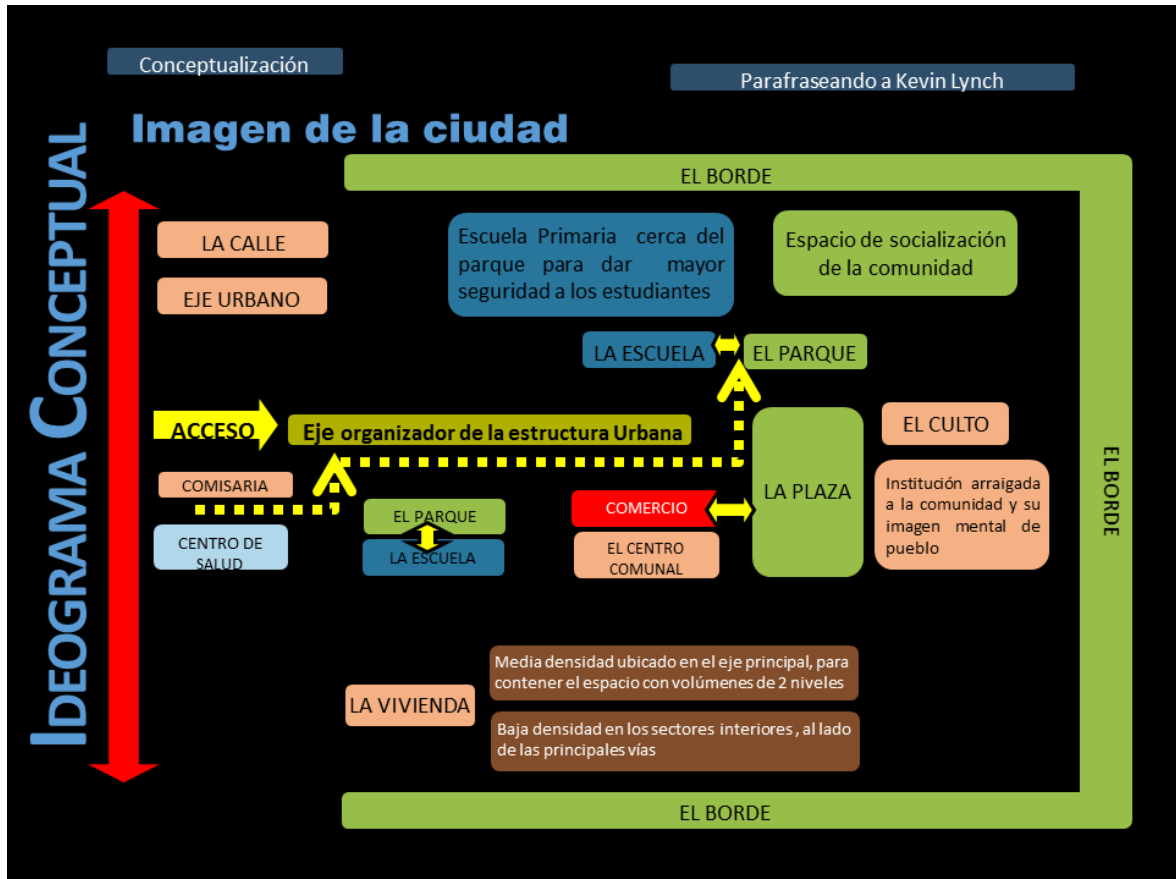 Conceptualización
Parafraseando a Kevin Lynch
Imagen de la ciudad
IDEOGRAMA CONCEPTUAL
EL BORDE
LA CALLE
EJE URBANO
Escuela Primaria cerca del
parque para dar mayor
seguridad a los estudiantes
Espacio de socialización
de la comunidad
LA ESCUELA
EL PARQUE
ACCESO
Eje organizador de la estructura Urbana
EL CULTO
COMISARIA
CENTRO DE
SALUD
EL PARQUE
LA ESCUELA
COMERCIO
EL CENTRO
COMUNAL
LA PLAZA
Institución arraigada
a la comunidad y su
imagen mental de
pueblo
EL BORDE
LA VIVIENDA
Media densidad ubicado en el eje principal, para
contener el espacio con volúmenes de 2 niveles
Baja densidad en los sectores interiores , al lado
de las principales vías
EL BORDE